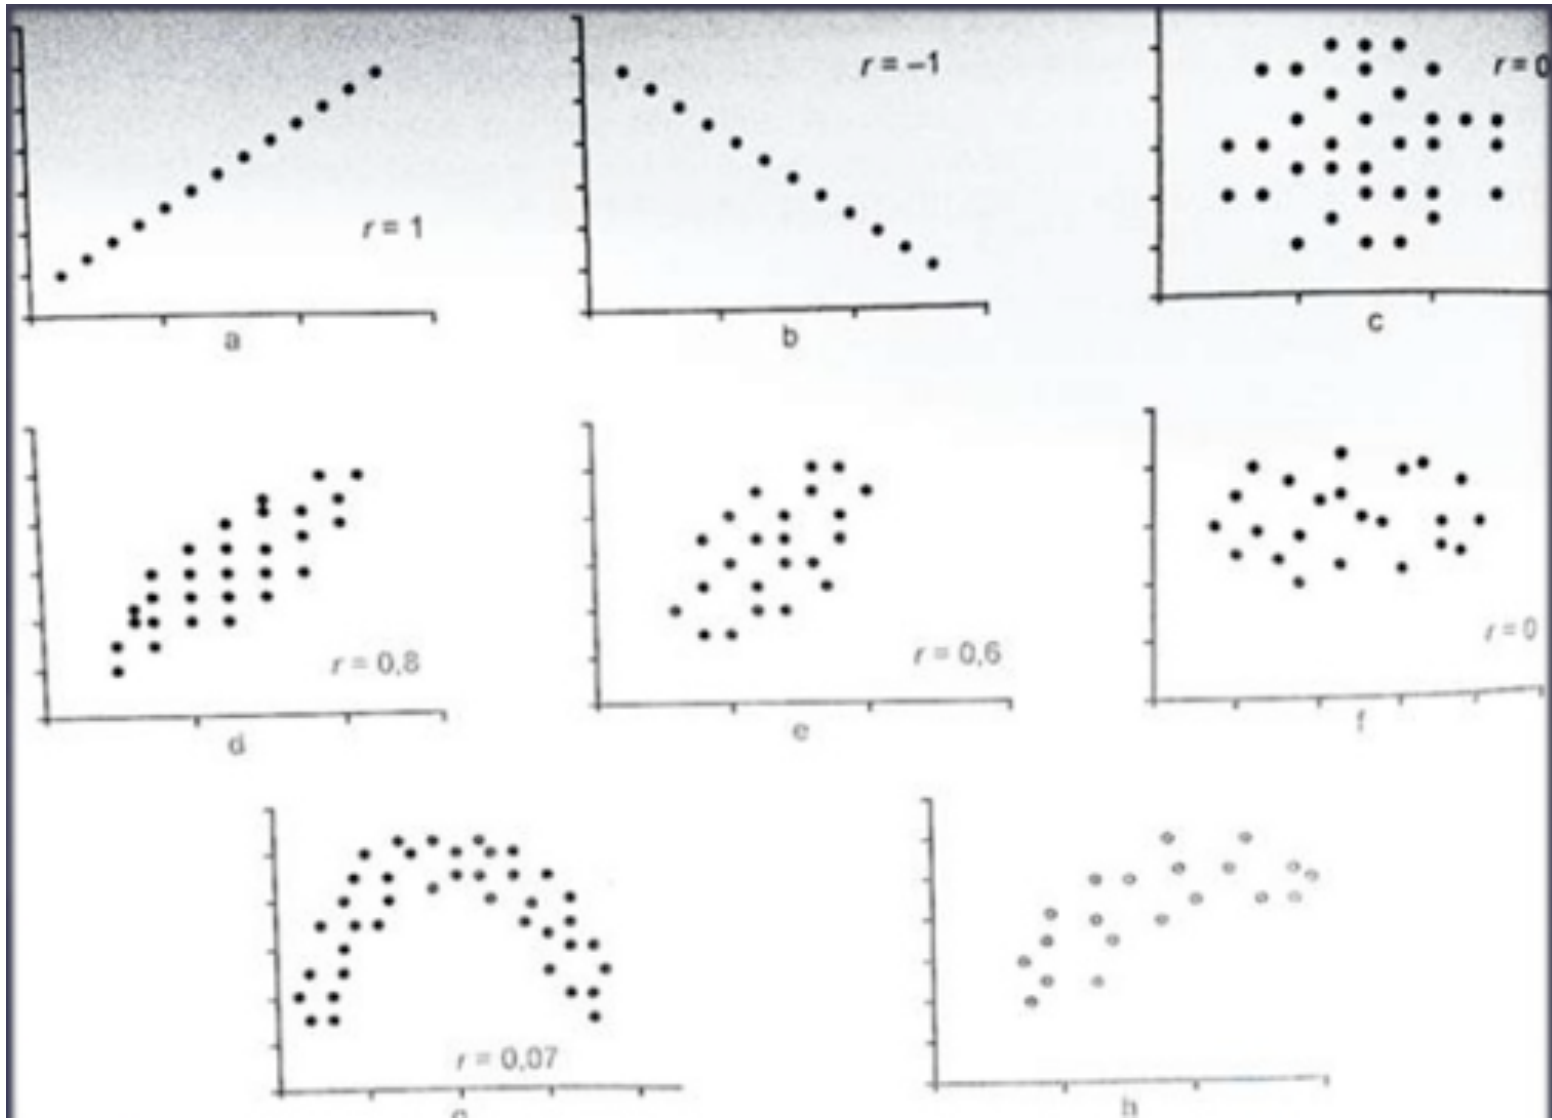 r = 1
a
r = –1
b
r = 0
c
r = 0,8
d
r = 0,6
e
r = 0
f
r = 0,07
h